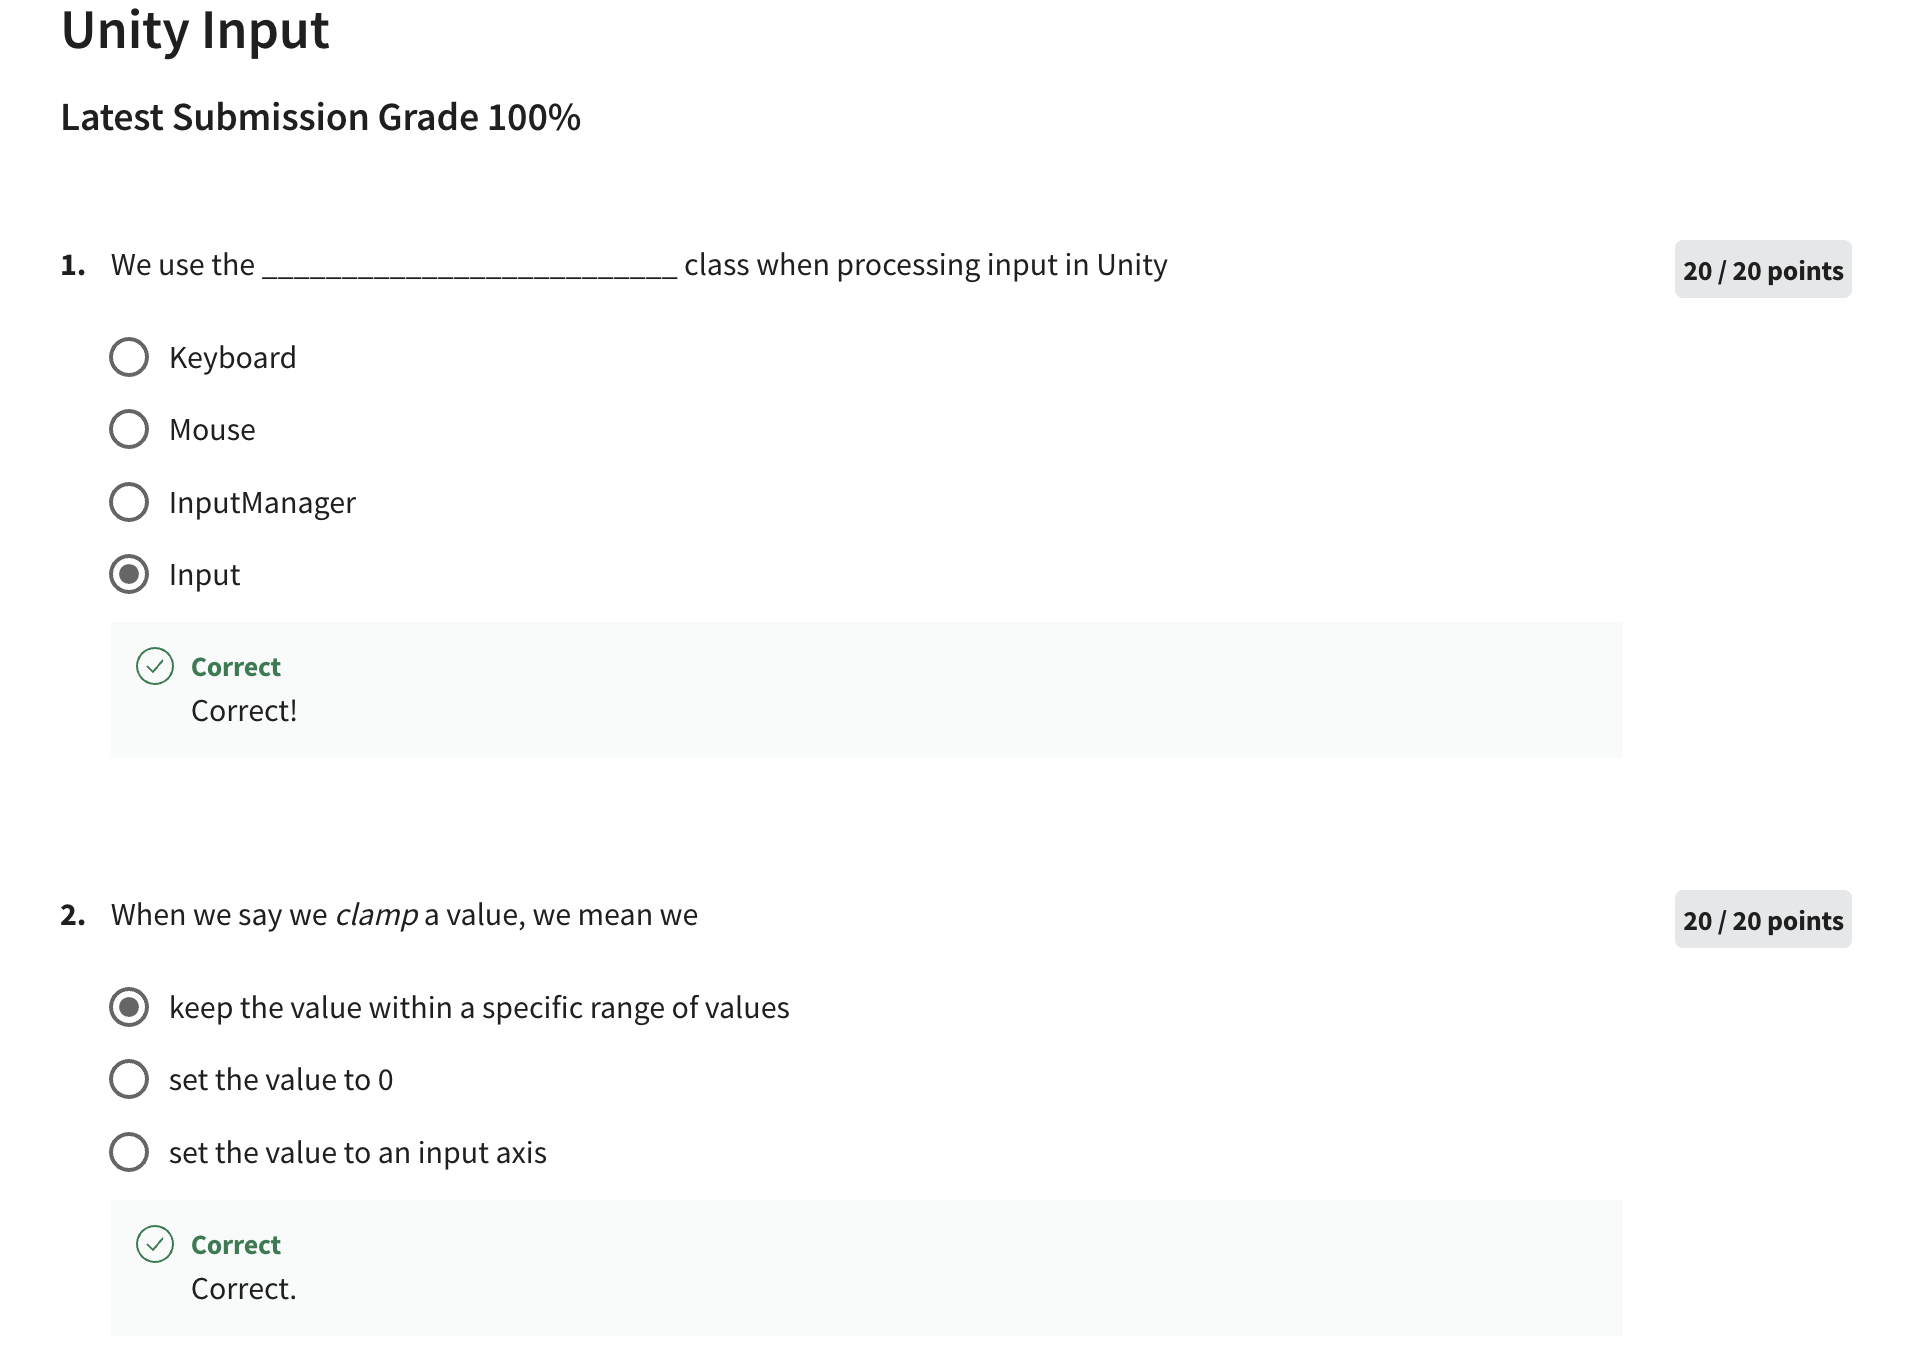 Unity Input
Latest Submission Grade 100%
1. We use the __________________________ class when processing input in Unity
20 / 20 points
Keyboard
Mouse
InputManager
Input
Correct
Correct!
2. When we say we clamp a value, we mean we
20 / 20 points
keep the value within a specific range of values
set the value to 0
set the value to an input axis
Correct
Correct.